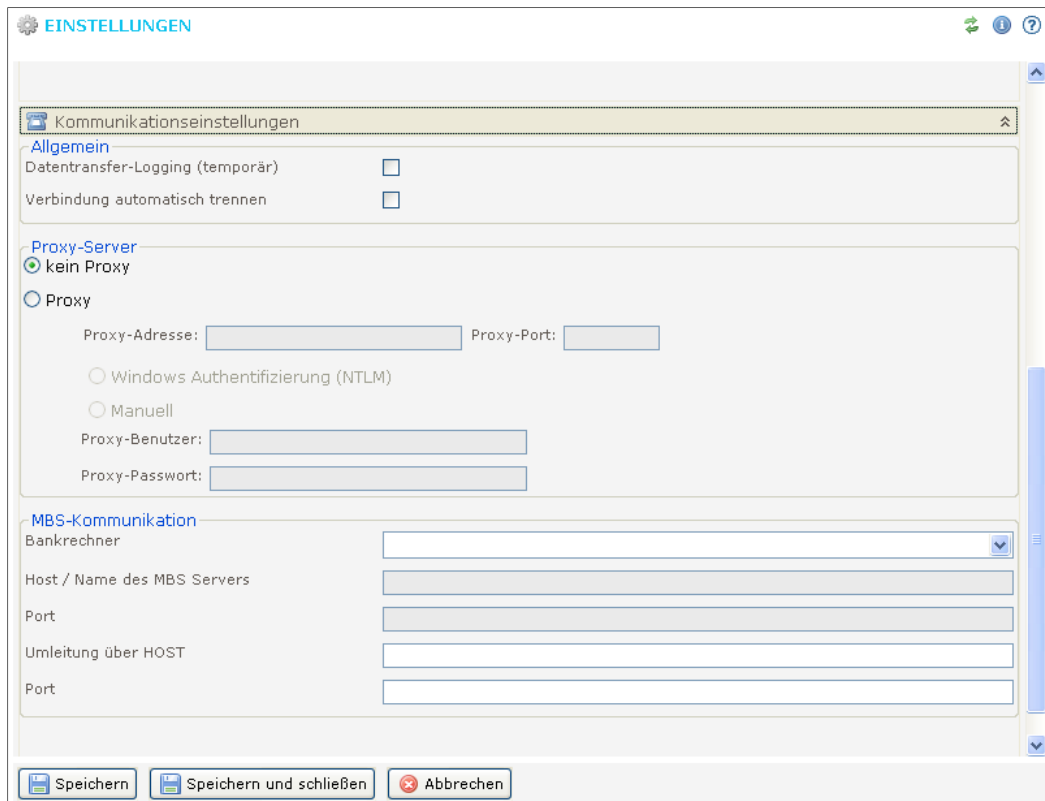 EINSTELLUNGEN
Kommunikationseinstellungen
Allgemein
Datentransfer-Logging (temporär)
Verbindung automatisch trennen
Proxy-Server
kein Proxy
Proxy
Proxy-Adresse: Proxy-Port:
Windows Authentifizierung (NTLM)
Manuell
Proxy-Benutzer:
Proxy-Passwort:
MBS-Kommunikation
Bankrechner
Host / Name des MBS Servers
Port
Umleitung über HOST
Port
Speichern Speichern und schließen Abbrechen